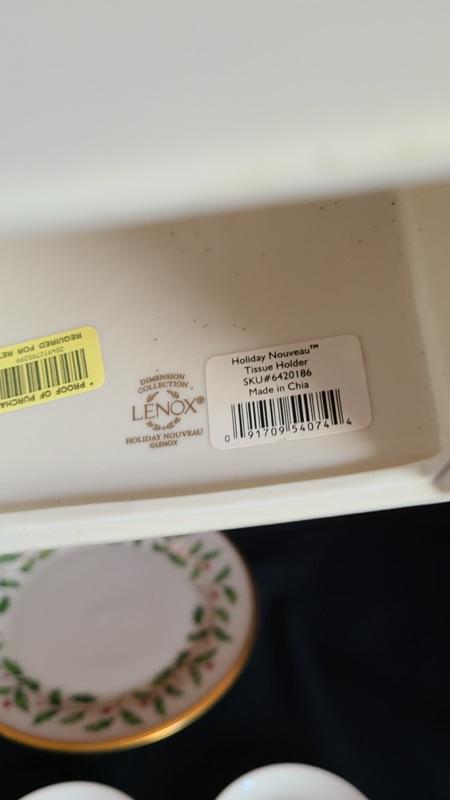 Holiday Nouveau™
Tissue Holder
SKU#6420186
Made in Chia
0 91709 54074 4
DIMENSION
COLLECTION
LENOX®
HOLIDAY NOUVEAU
©LENOX
* PROOF OF PURCHA
REQUIRED FOR RE